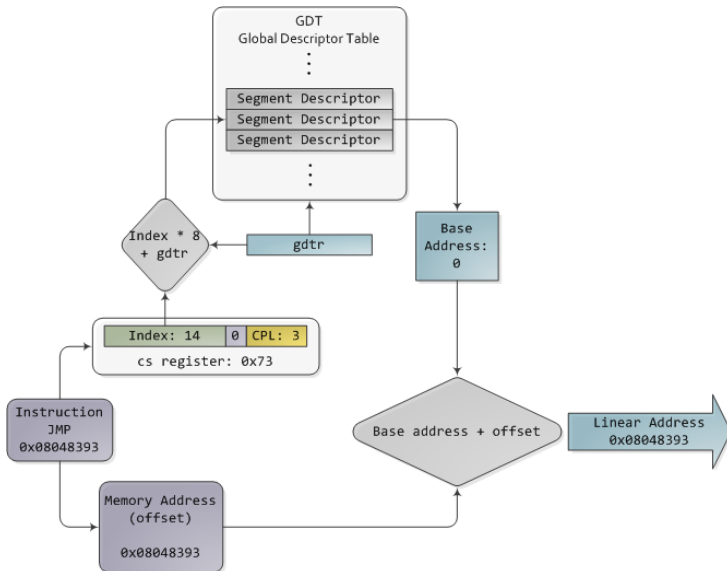 GDT
Global Descriptor Table
Segment Descriptor
Segment Descriptor
Segment Descriptor
Index * 8
+ gdtr
gdtr
Base
Address:
0
Index: 14 0 CPL: 3
cs register: 0x73
Instruction
JMP
0x08048393
Base address + offset
Linear Address
0x08048393
Memory Address
(offset)
0x08048393